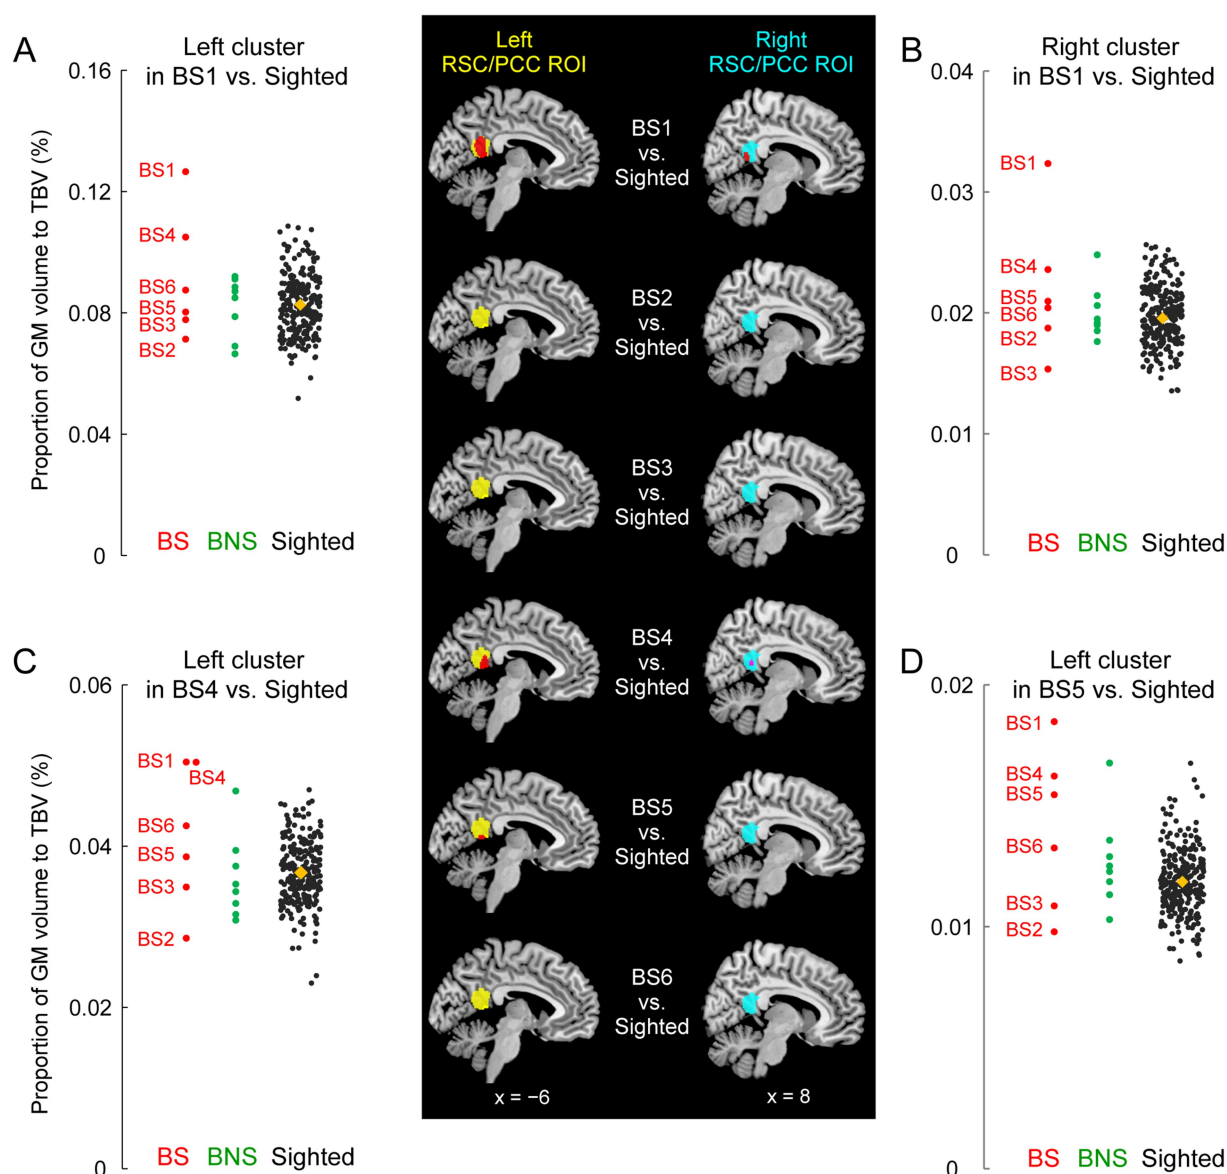 A
Left cluster
in BS1 vs. Sighted
Proportion of GM volume to TBV (%)
0.16
0.12
0.08
0.04
0
BS1
BS4
BS6
BS5
BS3
BS2
BS BNS Sighted
Left
RSC/PCC ROI
Right
RSC/PCC ROI
BS1
vs.
Sighted
BS2
vs.
Sighted
BS3
vs.
Sighted
BS4
vs.
Sighted
BS5
vs.
Sighted
BS6
vs.
Sighted
x = −6
x = 8
B
Right cluster
in BS1 vs. Sighted
0.04
0.03
0.02
0.01
0
BS1
BS4
BS5
BS6
BS2
BS3
BS BNS Sighted
C
Left cluster
in BS4 vs. Sighted
Proportion of GM volume to TBV (%)
0.06
0.04
0.02
0
BS1
BS4
BS6
BS5
BS3
BS2
BS BNS Sighted
D
Left cluster
in BS5 vs. Sighted
0.02
0.01
0
BS1
BS4
BS5
BS6
BS3
BS2
BS BNS Sighted